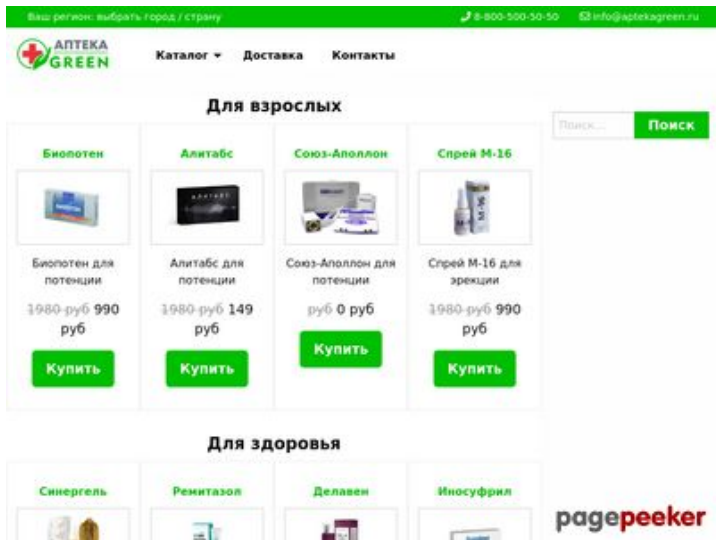 Ваш регион: выбрать город / страну
8-800-500-50-50 info@aptekagreen.ru
АПТЕКА
GREEN
Каталог Доставка Контакты
Для взрослых
Поиск...
Поиск
Биопотен
Алитабс
Союз-Аполлон
Спрей М-16
АЛИТАБС
М-16
Биопотен для
потенции
Алитабс для
потенции
Союз-Аполлон для
потенции
Спрей М-16 для
эрекции
1980 руб 990
руб
1980 руб 149
руб
руб 0 руб
1980 руб 990
руб
Купить
Купить
Купить
Купить
Для здоровья
Синергель
Ремитазол
Делавен
Иносуфрил
pagepeeker